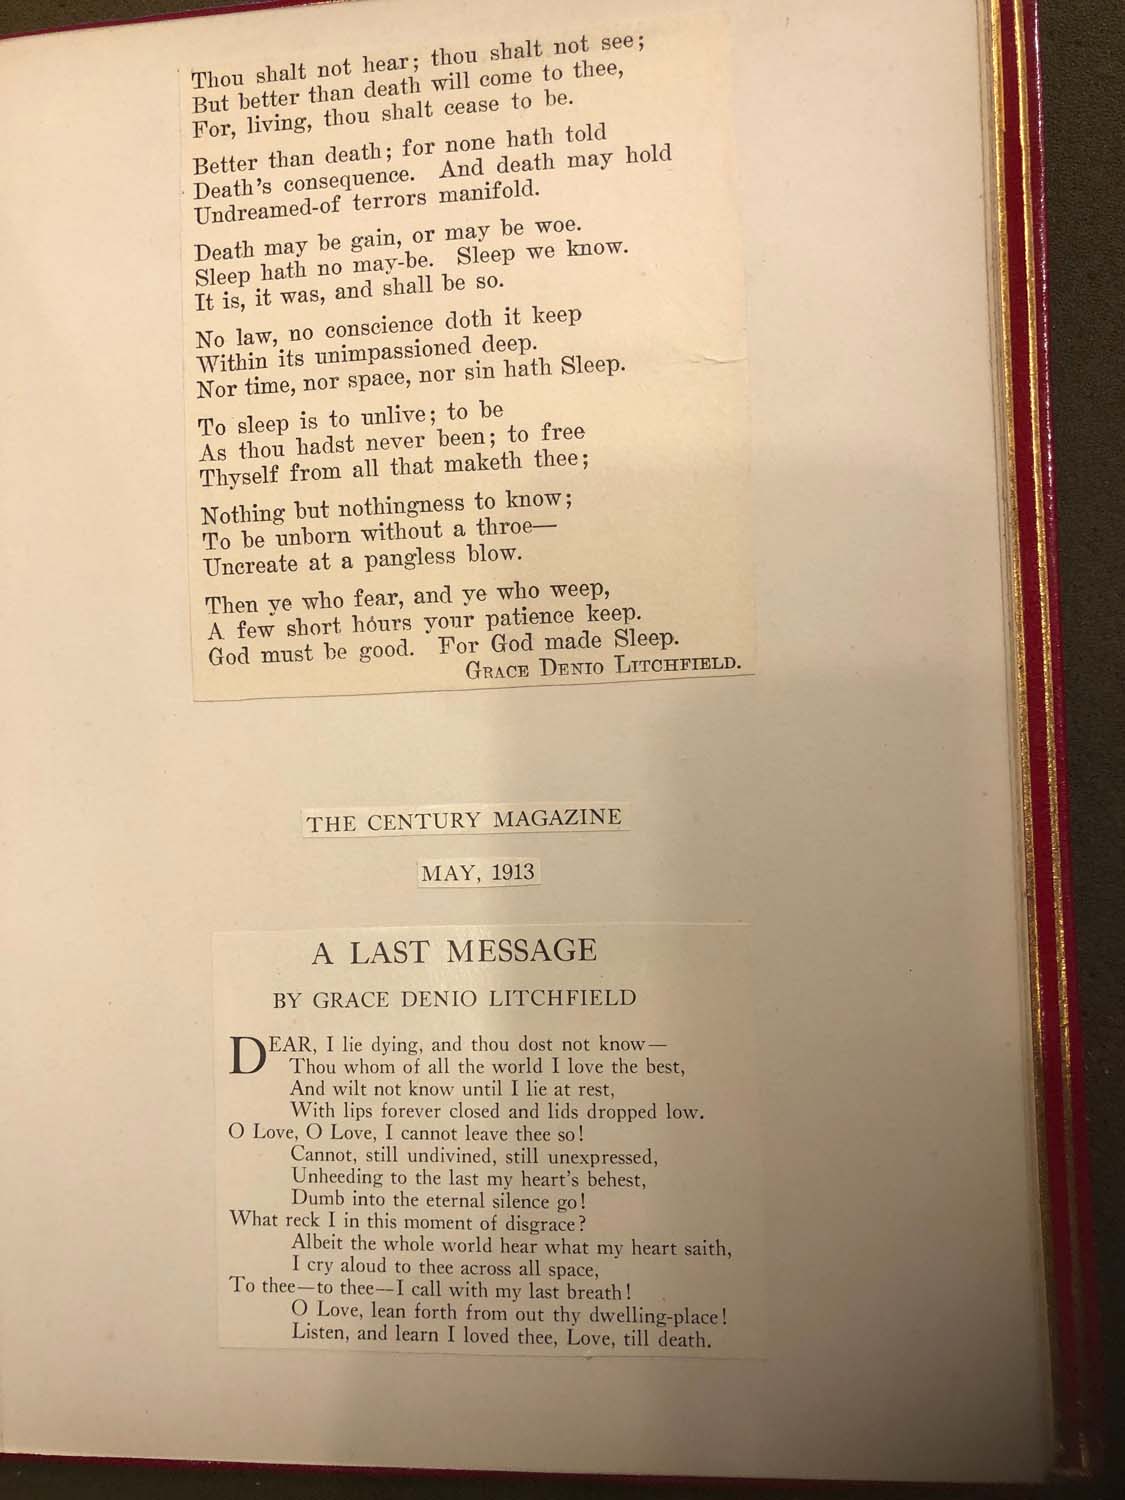 Thou shalt not hear; thou shalt not see;
But better than death will come to thee,
For, living, thou shalt cease to be.
Better than death; for none hath told
Death's consequence. And death may hold
Undreamed-of terrors manifold.
Death may be gain, or may be woe.
Sleep hath no may-be. Sleep we know.
It is, it was, and shall be so.
No law, no conscience doth it keep
Within its unimpassioned deep.
Nor time, nor space, nor sin hath Sleep.
To sleep is to unlive; to be
As thou hadst never been; to free
Thyself from all that maketh thee;
Nothing but nothingness to know;
To be unborn without a throe—
Uncreate at a pangless blow.
Then ye who fear, and ye who weep,
A few short hours your patience keep.
God must be good. For God made Sleep.
GRACE DENIO LITCHFIELD.
THE CENTURY MAGAZINE
MAY, 1913
A LAST MESSAGE
BY GRACE DENIO LITCHFIELD
DEAR, I lie dying, and thou dost not know—
Thou whom of all the world I love the best,
And wilt not know until I lie at rest,
With lips forever closed and lids dropped low.
O Love, O Love, I cannot leave thee so!
Cannot, still undivined, still unexpressed,
Unheeding to the last my heart's behest,
Dumb into the eternal silence go!
What reck I in this moment of disgrace?
Albeit the whole world hear what my heart saith,
I cry aloud to thee across all space,
To thee—to thee—I call with my last breath!
O Love, lean forth from out thy dwelling-place!
Listen, and learn I loved thee, Love, till death.